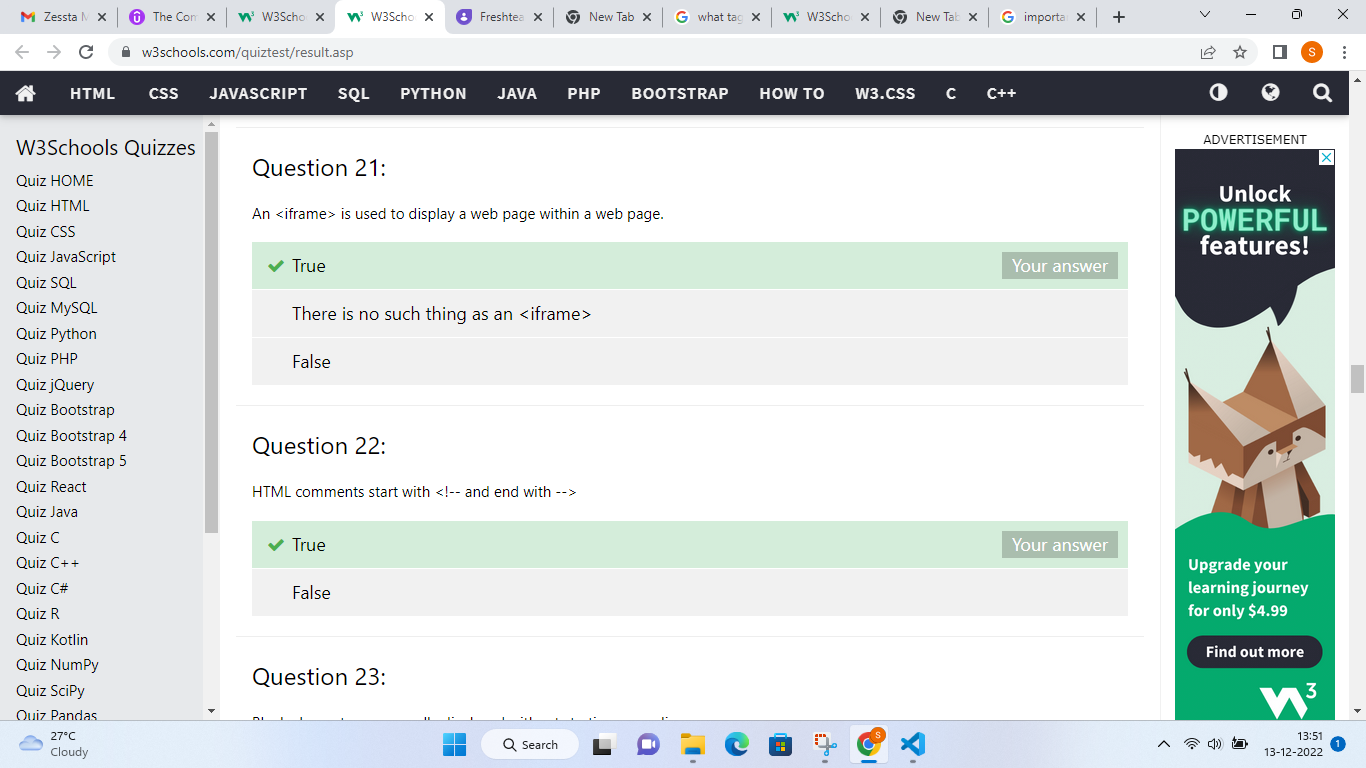 Zessta M
The Con
W3Scho
W3Scho
Freshtea
New Tab
what tag
W3Scho
New Tab
importa
w3schools.com/quiztest/result.asp
S
HTML CSS JAVASCRIPT SQL PYTHON JAVA PHP BOOTSTRAP HOW TO W3.CSS C C++
W3Schools Quizzes
Quiz HOME
Quiz HTML
Quiz CSS
Quiz JavaScript
Quiz SQL
Quiz MySQL
Quiz Python
Quiz PHP
Quiz jQuery
Quiz Bootstrap
Quiz Bootstrap 4
Quiz Bootstrap 5
Quiz React
Quiz Java
Quiz C
Quiz C++
Quiz C#
Quiz R
Quiz Kotlin
Quiz NumPy
Quiz SciPy
Quiz Pandas
Question 21:
An <iframe> is used to display a web page within a web page.
True Your answer
There is no such thing as an <iframe>
False
Question 22:
HTML comments start with <!-- and end with -->
True Your answer
False
Question 23:
ADVERTISEMENT
Unlock
POWERFUL
features!
Upgrade your
learning journey
for only $4.99
Find out more
3
27°C
Cloudy
Search
S
13:51
13-12-2022
1